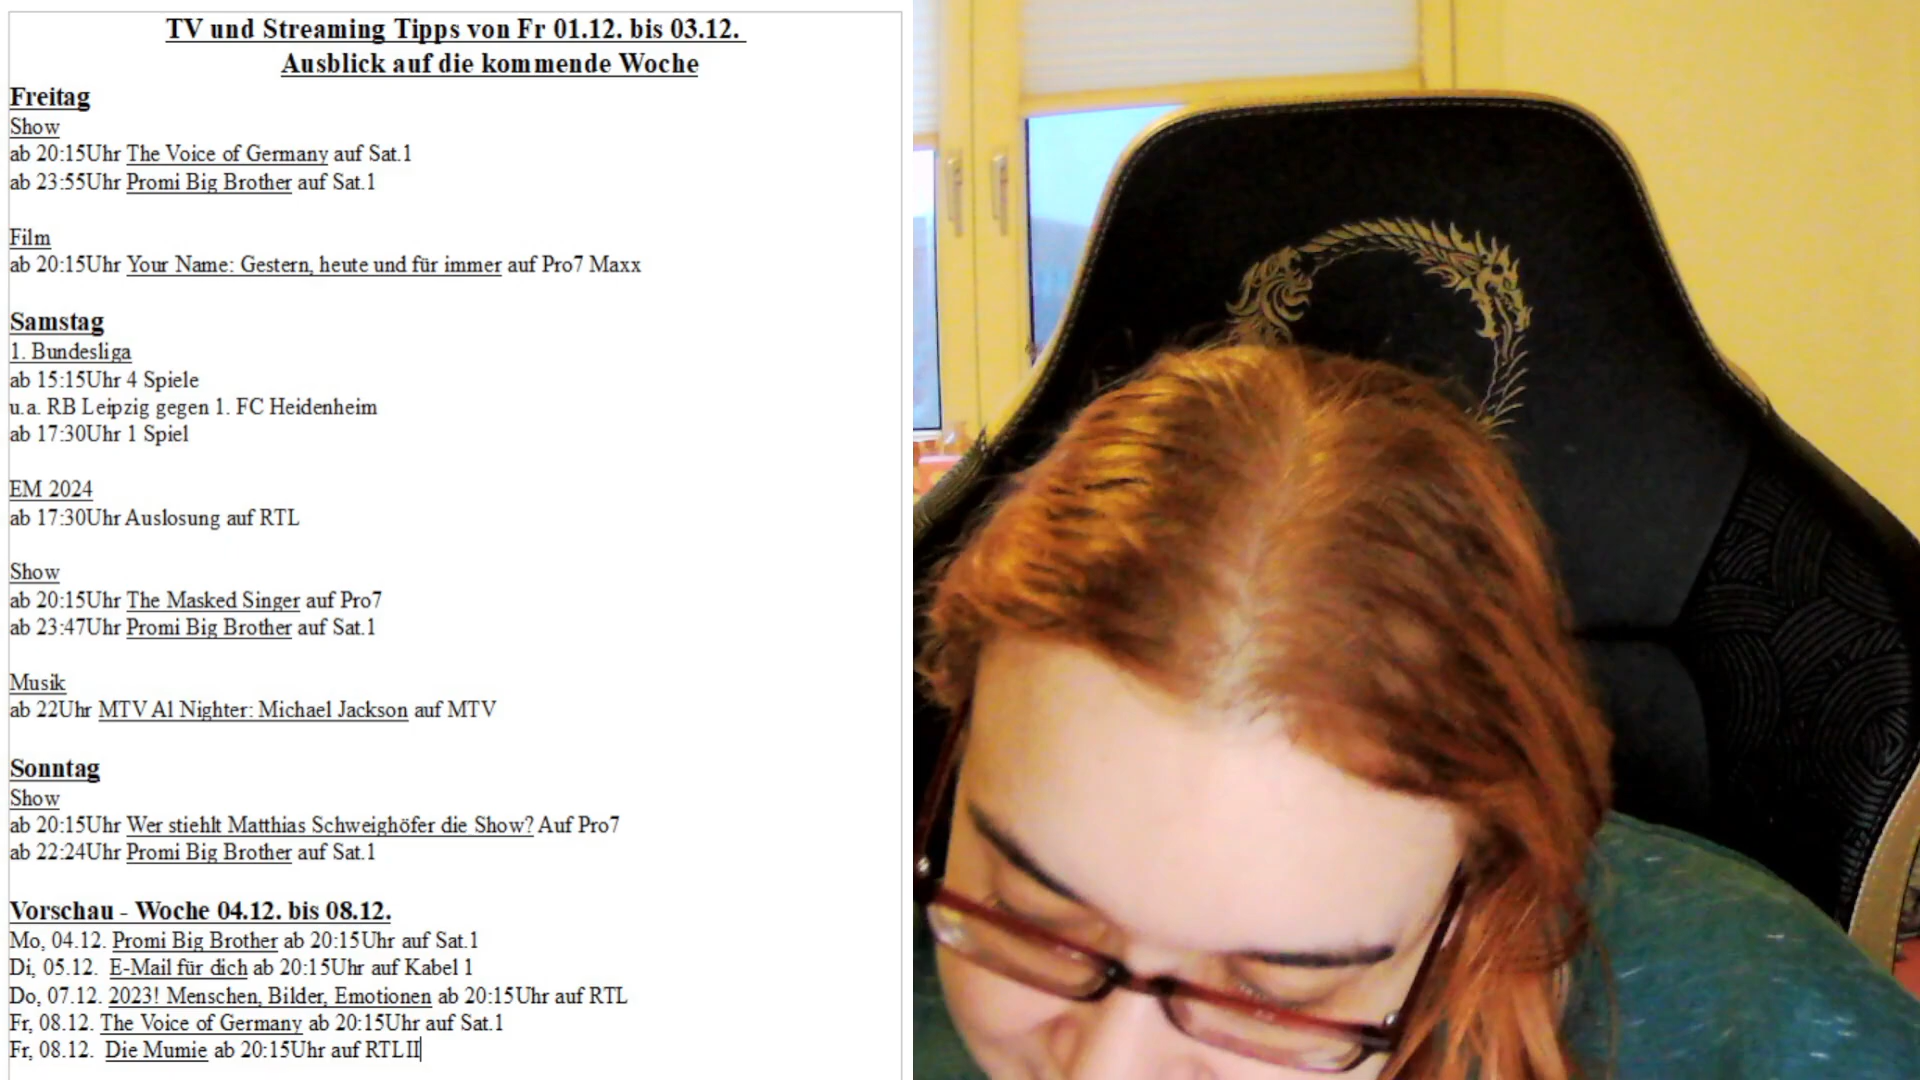 TV und Streaming Tipps von Fr 01.12. bis 03.12.
Ausblick auf die kommende Woche
Freitag
Show
ab 20:15Uhr The Voice of Germany auf Sat.1
ab 23:55Uhr Promi Big Brother auf Sat.1
Film
ab 20:15Uhr Your Name: Gestern, heute und für immer auf Pro7 Maxx
Samstag
1. Bundesliga
ab 15:15Uhr 4 Spiele
u.a. RB Leipzig gegen 1. FC Heidenheim
ab 17:30Uhr 1 Spiel
EM 2024
ab 17:30Uhr Auslosung auf RTL
Show
ab 20:15Uhr The Masked Singer auf Pro7
ab 23:47Uhr Promi Big Brother auf Sat.1
Musik
ab 22Uhr MTV Al Nighter: Michael Jackson auf MTV
Sonntag
Show
ab 20:15Uhr Wer stiehlt Matthias Schweighöfer die Show? Auf Pro7
ab 22:24Uhr Promi Big Brother auf Sat.1
Vorschau - Woche 04.12. bis 08.12.
Mo, 04.12. Promi Big Brother ab 20:15Uhr auf Sat.1
Di, 05.12. E-Mail für dich ab 20:15Uhr auf Kabel 1
Do, 07.12. 2023! Menschen, Bilder, Emotionen ab 20:15Uhr auf RTL
Fr, 08.12. The Voice of Germany ab 20:15Uhr auf Sat.1
Fr, 08.12. Die Mumie ab 20:15Uhr auf RTLII